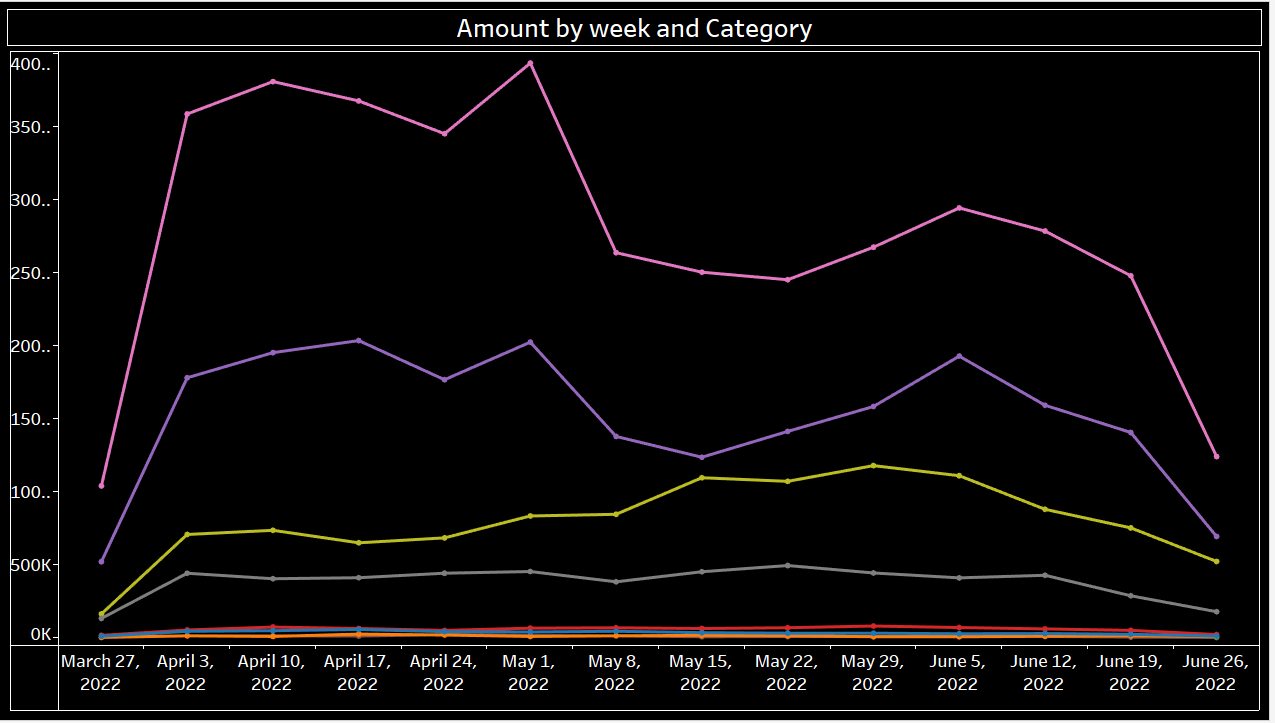 Amount by week and Category
400..
350..
300..
250..
200..
150..
100..
500K
0K
March 27, April 3, April 10, April 17, April 24, May 1, May 8, May 15, May 22, May 29, June 5, June 12, June 19, June 26,
2022 2022 2022 2022 2022 2022 2022 2022 2022 2022 2022 2022 2022 2022